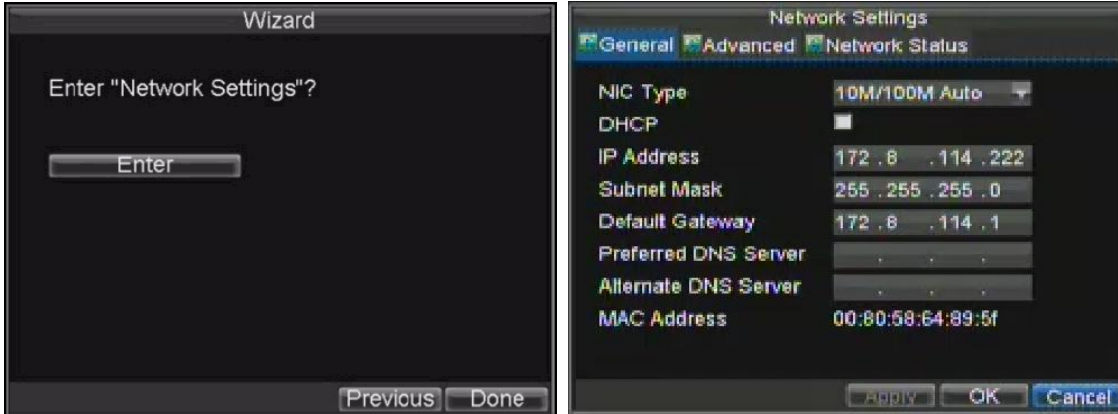 Wizard
Enter "Network Settings"?
Enter
Previous Done
Network Settings
General Advanced Network Status
NIC Type 10M/100M Auto
DHCP
IP Address 172 .8 .114 .222
Subnet Mask 255 .255 .255 .0
Default Gateway 172 .8 .114 .1
Preferred DNS Server . . .
Alternate DNS Server . . .
MAC Address 00:80:58:64:89:5f
Apply OK Cancel